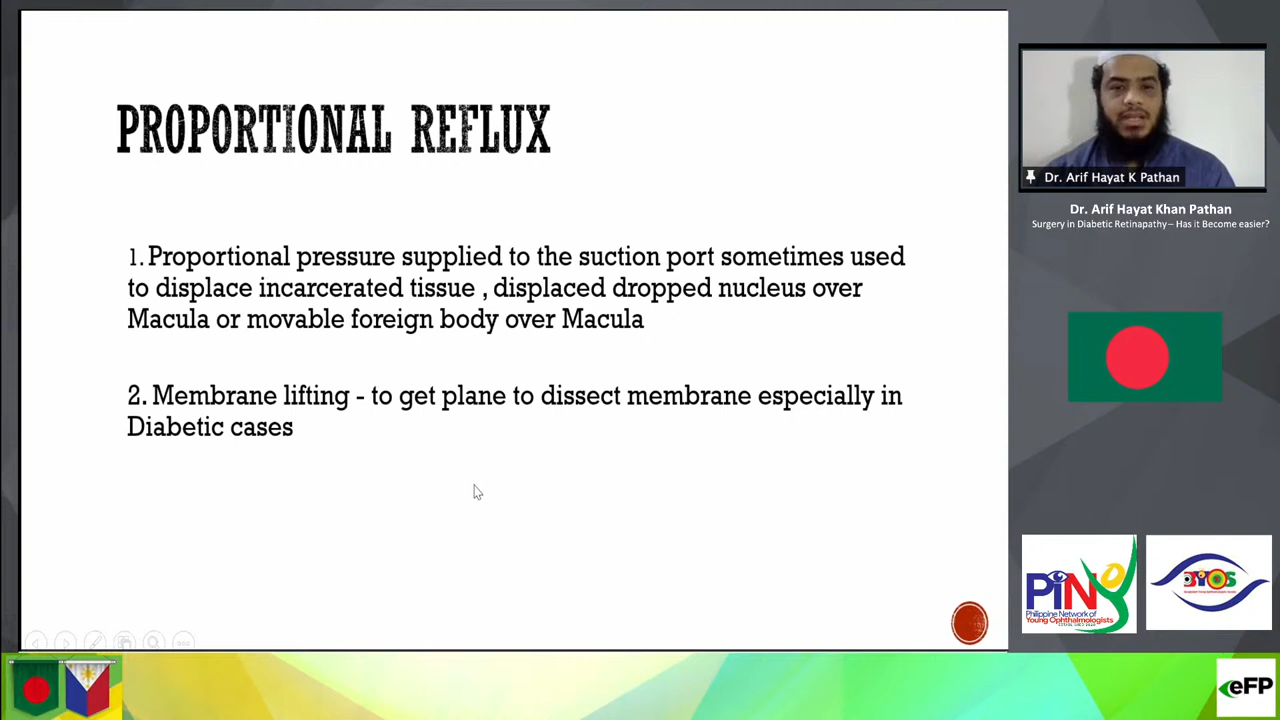 PROPORTIONAL REFLUX
1. Proportional pressure supplied to the suction port sometimes used
to displace incarcerated tissue , displaced dropped nucleus over
Macula or movable foreign body over Macula
2. Membrane lifting - to get plane to dissect membrane especially in
Diabetic cases
Dr. Arif Hayat K Pathan
Dr. Arif Hayat Khan Pathan
Surgery in Diabetic Retinapathy – Has it Become easier?
PiNYO
Philippine Network of
Young Ophthalmologists
BYOS
eFP